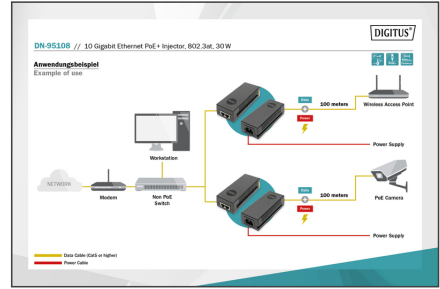 DIGITUS®
DN-95108 // 10 Gigabit Ethernet PoE+ Injector, 802.3at, 30 W
Anwendungsbeispiel
Example of use
Data
100 meters
Power
Wireless Access Point
Power Supply
Workstation
NETWORK
Modem
Non PoE
Switch
Data
100 meters
Power
PoE Camera
Power Supply
Data Cable (Cat5 or higher)
Power Cable